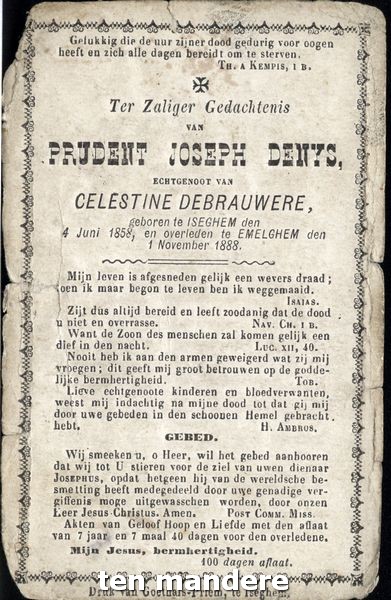 Gelukkig die de uur zijner dood gedurig voor oogen
heeft en zich alle dagen bereidt om te sterven.
TH. A KEMPIS, I B.
Ter Zaliger Gedachtenis
VAN
PRUDENT JOSEPH DENYS,
ECHTGENOOT VAN
CELESTINE DEBRAUWERE,
geboren te ISEGHEM den
4 Juni 1858, en overleden te EMELGHEM den
1 November 1888.
Mijn leven is afgesneden gelijk een wevers draad;
toen ik maar begon te leven ben ik weggemaaid.
ISAIAS.
Zijt dus altijd bereid en leeft zoodanig dat de dood
u niet en overrasse. NAV. CH. I B.
Want de Zoon des menschen zal komen gelijk een
dief in den nacht. LUC. XII, 40.
Nooit heb ik aan den armen geweigerd wat zij mij
vroegen; dit geeft mij groot betrouwen op de godde-
lijke bermhertigheid. TOB.
Lieve echtgenoote kinderen en bloedverwanten,
weest mij indachtig na mijne dood tot dat gij mij
door uwe gebeden in den schoonen Hemel gebracht
hebt. H. AMBROS.
GEBED.
Wij smeeken u, o Heer, wil het gebed aanhooren
dat wij tot U stieren voor de ziel van uwen dienaar
JOSEPHUS, opdat hetgeen hij van de wereldsche be-
smetting heeft medegedeeld door uwe genadige ver-
giffenis moge uitgewasschen worden, door onzen
Heer Jesus-Christus. Amen. POST COMM. MISS.
Akten van Geloof Hoop en Liefde met den aflaat
van 7 jaar en 7 maal 40 dagen voor den overledene.
Mijn Jesus, bermhertigheid.
100 dagen aflaat.
ten mandere
Druk van Goethals-Priem, te Iseghem.